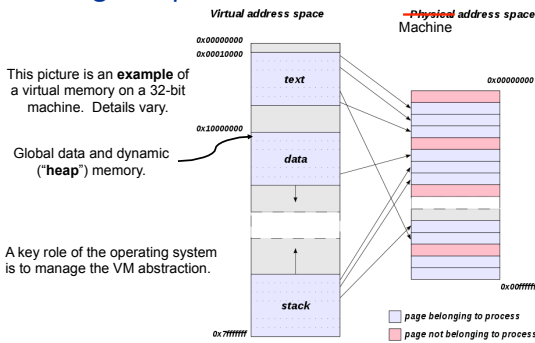 Virtual address space
Physical address space
Machine
0x00000000
0x00010000
text
0x10000000
data
stack
0x7fffffff
This picture is an example of
a virtual memory on a 32-bit
machine. Details vary.
Global data and dynamic
("heap") memory.
A key role of the operating system
is to manage the VM abstraction.
0x00000000
0x00ffffff
page belonging to process
page not belonging to process